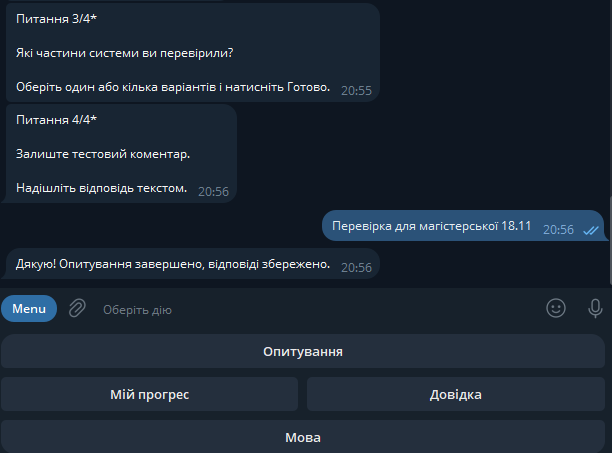 Питання 3/4*
Які частини системи ви перевірили?
Оберіть один або кілька варіантів і натисніть Готово. 20:55
Питання 4/4*
Залиште тестовий коментар.
Надішліть відповідь текстом. 20:56
Перевірка для магістерської 18.11 20:56
Дякую! Опитування завершено, відповіді збережено. 20:56
Menu Оберіть дію
Опитування
Мій прогрес Довідка
Мова